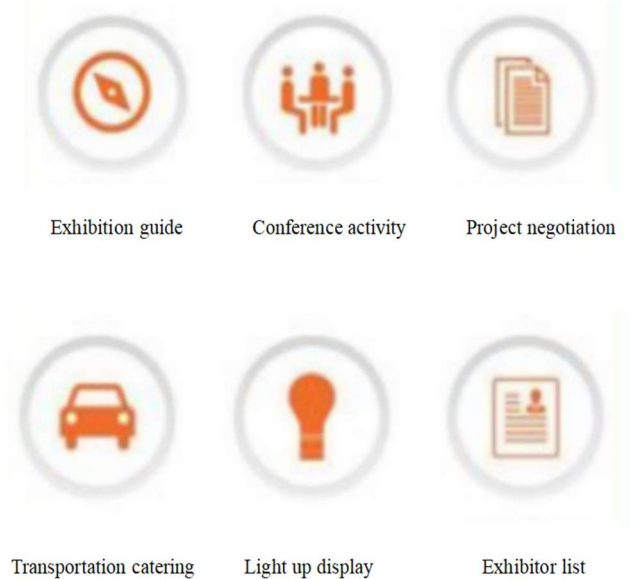 Exhibition guide
Conference activity
Project negotiation
Transportation catering
Light up display
Exhibitor list